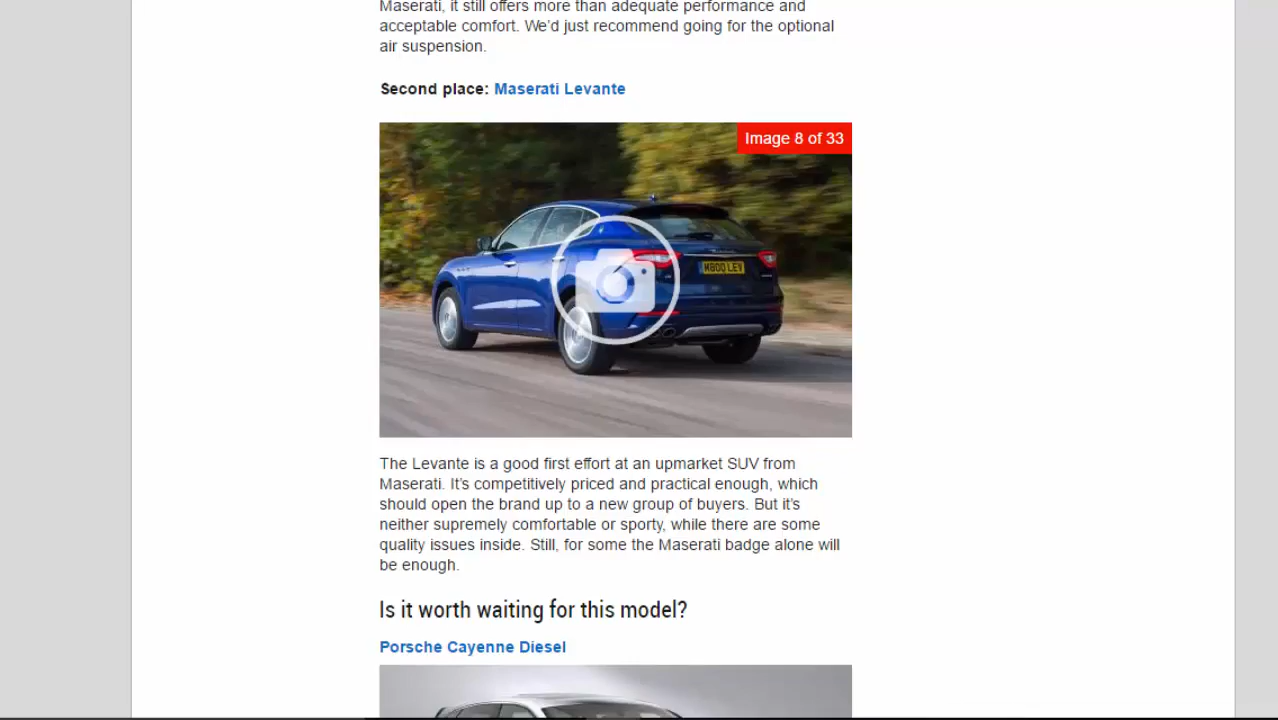 Maserati, it still offers more than adequate performance and
acceptable comfort. We'd just recommend going for the optional
air suspension.
Second place: Maserati Levante
Image 8 of 33
M800 LEV
The Levante is a good first effort at an upmarket SUV from
Maserati. It's competitively priced and practical enough, which
should open the brand up to a new group of buyers. But it's
neither supremely comfortable or sporty, while there are some
quality issues inside. Still, for some the Maserati badge alone will
be enough.
Is it worth waiting for this model?
Porsche Cayenne Diesel